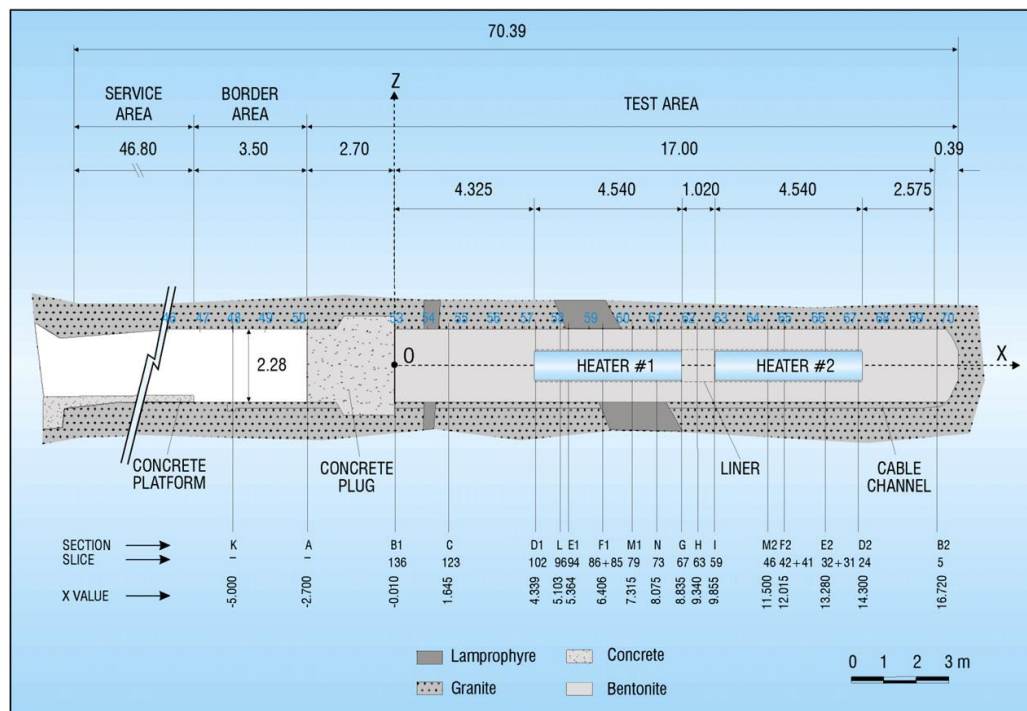 70.39
SERVICE
AREA
BORDER
AREA
TEST AREA
Z
46.80
3.50
2.70
17.00
0.39
4.325
4.540
1.020
4.540
2.575
46 47 48 49 50 53 54 55 56 57 58 59 60 61 62 63 64 65 66 67 68 69 70
2.28
O
HEATER #1
HEATER #2
X
CONCRETE
PLATFORM
CONCRETE
PLUG
LINER
CABLE
CHANNEL
SECTION K A B1 C D1 L E1 F1 M1 N G H I M2 F2 E2 D2 B2
SLICE – – 136 123 102 96 94 86+85 79 73 67 63 59 46 42+41 32+31 24 5
X VALUE -5.000 -2.700 -0.010 1.645 4.339 5.103 5.364 6.406 7.315 8.075 8.835 9.340 9.855 11.500 12.015 13.280 14.300 16.720
Lamprophyre
Concrete
Granite
Bentonite
0 1 2 3 m